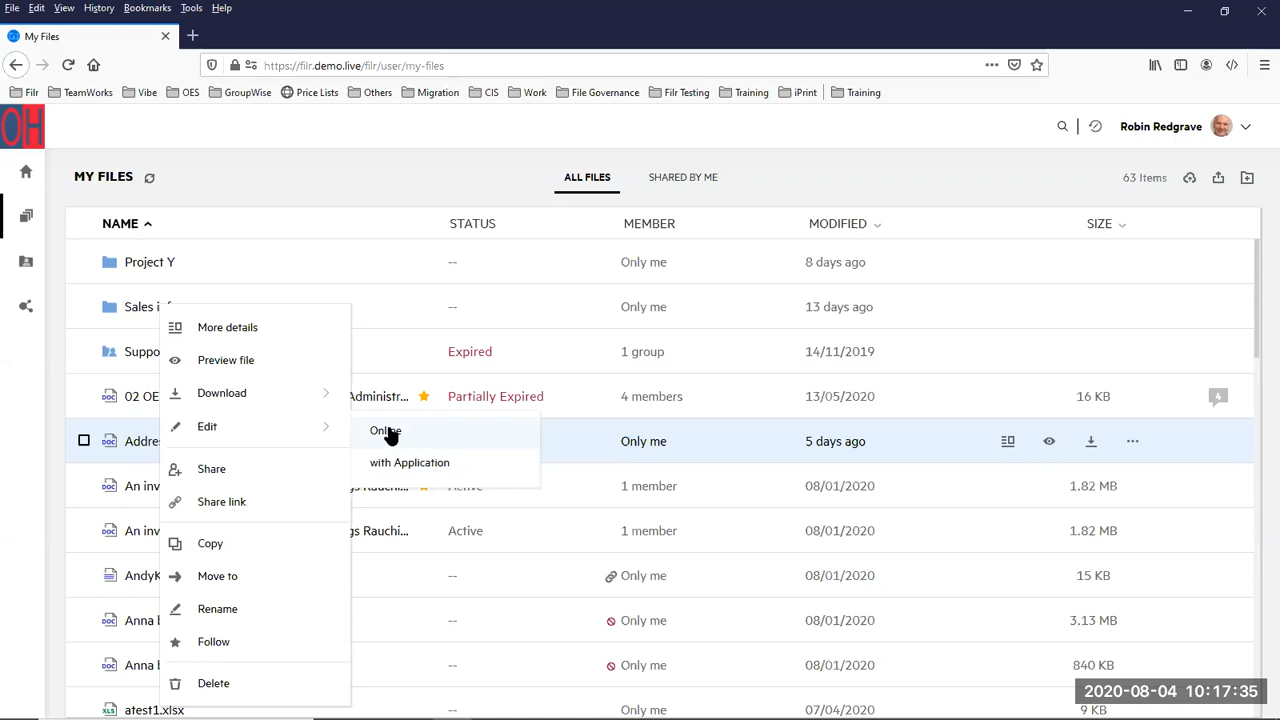 File Edit View History Bookmarks Tools Help
My Files
https://filr.demo.live/filr/user/my-files
Filr TeamWorks Vibe OES GroupWise Price Lists Others Migration CIS Work File Governance Filr Testing Training iPrint Training
OH
Robin Redgrave
MY FILES
ALL FILES SHARED BY ME
63 Items
NAME STATUS MEMBER MODIFIED SIZE
Project Y -- Only me 8 days ago
Sales -- Only me 13 days ago
More details
Suppo Expired 1 group 14/11/2019
Preview file
Download
02 OE Administr... Partially Expired 4 members 13/05/2020 16 KB 4
Edit
Online
Addre Only me 5 days ago
with Application
Share
An inv gs Rauchi... Active 1 member 08/01/2020 1.82 MB
Share link
An inv gs Rauchi... Active 1 member 08/01/2020 1.82 MB
Copy
Move to
AndyK -- Only me 08/01/2020 15 KB
Rename
Anna b -- Only me 08/01/2020 3.13 MB
Follow
Anna b -- Only me 08/01/2020 840 KB
Delete
atest1.xlsx -- Only me 07/04/2020 9 KB
2020-08-04 10:17:35